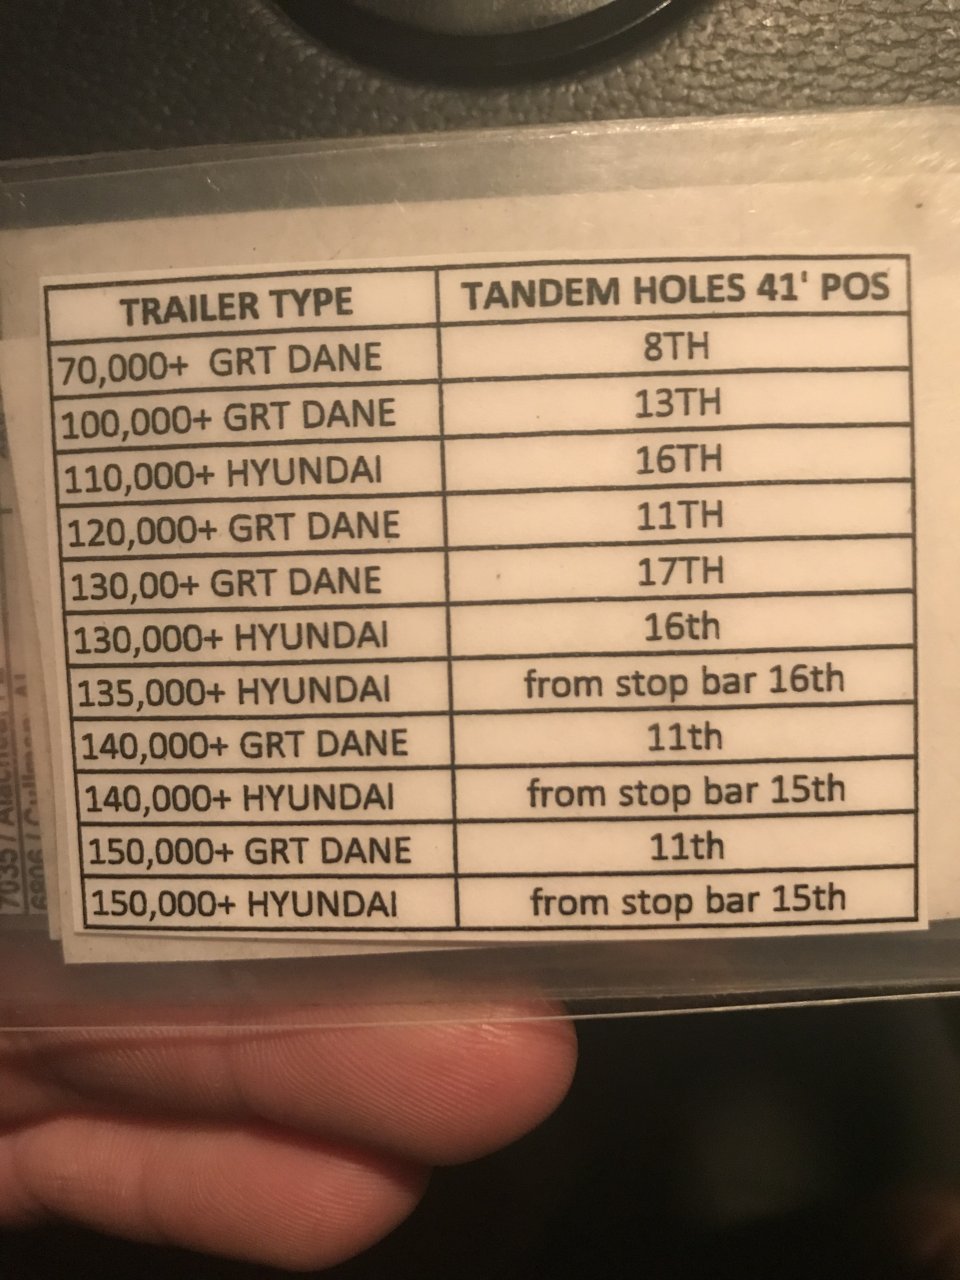 TRAILER TYPE TANDEM HOLES 41' POS
70,000+ GRT DANE 8TH
100,000+ GRT DANE 13TH
110,000+ HYUNDAI 16TH
120,000+ GRT DANE 11TH
130,00+ GRT DANE 17TH
130,000+ HYUNDAI 16th
135,000+ HYUNDAI from stop bar 16th
140,000+ GRT DANE 11th
140,000+ HYUNDAI from stop bar 15th
150,000+ GRT DANE 11th
150,000+ HYUNDAI from stop bar 15th
7035 /
6806 /